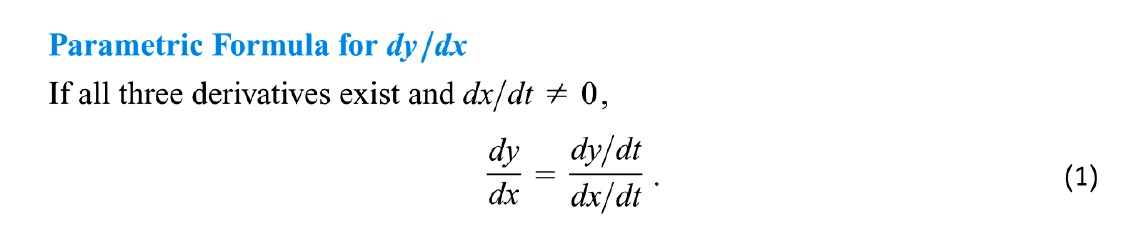 Parametric Formula for dy/dx
If all three derivatives exist and dx/dt ≠ 0,
dy/dx = (dy/dt)/(dx/dt). (1)